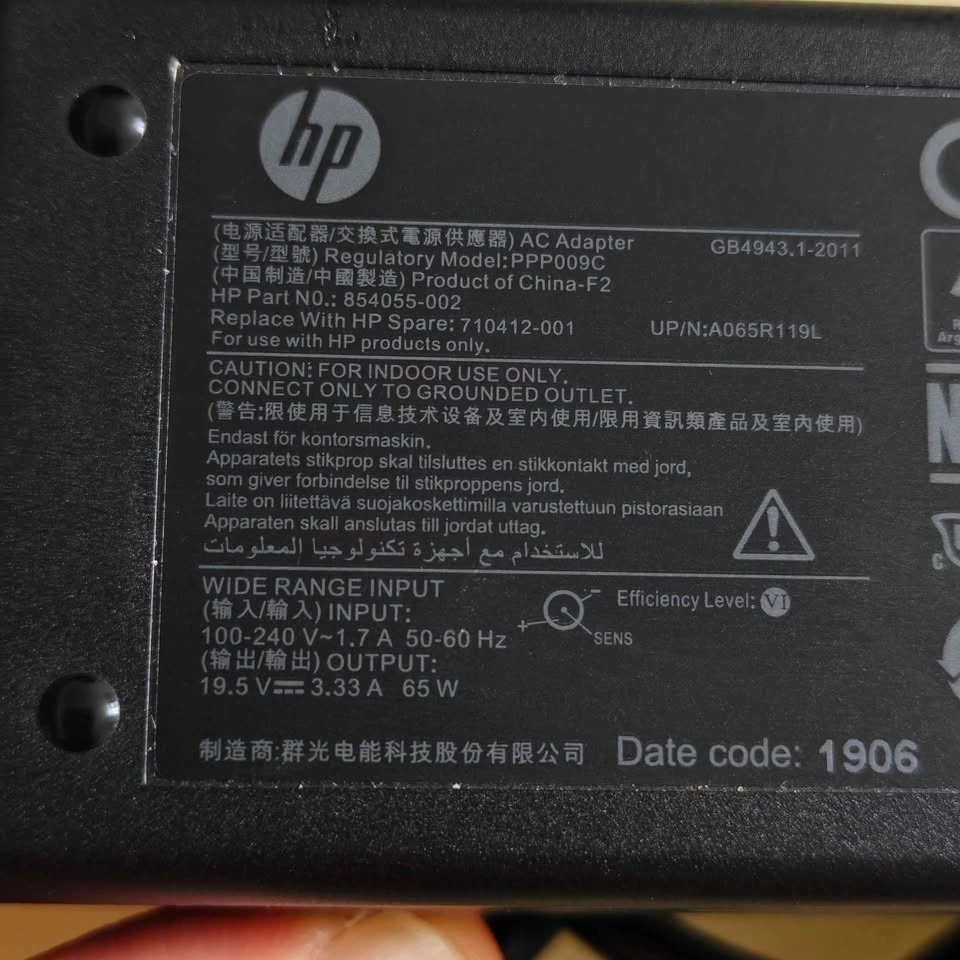 hp
(电源适配器/交換式電源供應器) AC Adapter
GB4943.1-2011
(型号/型號) Regulatory Model:PPP009C
(中国制造/中國製造) Product of China-F2
HP Part N0.: 854055-002
Replace With HP Spare: 710412-001
UP/N:A065R119L
For use with HP products only.
CAUTION: FOR INDOOR USE ONLY.
CONNECT ONLY TO GROUNDED OUTLET.
(警告:限使用于信息技术设备及室内使用/限用資訊類產品及室內使用)
Endast för kontorsmaskin.
Apparatets stikprop skal tilsluttes en stikkontakt med jord,
som giver forbindelse til stikproppens jord.
Laite on liitettävä suojakoskettimilla varustettuun pistorasiaan
Apparaten skall anslutas till jordat uttag.
للاستخدام مع أجهزة تكنولوجيا المعلومات
WIDE RANGE INPUT
(输入/輸入) INPUT:
100-240 V~1.7 A 50-60 Hz
(输出/輸出) OUTPUT:
19.5 V⎓ 3.33 A 65 W
- + SENS
Efficiency Level: VI
制造商:群光电能科技股份有限公司
Date code: 1906